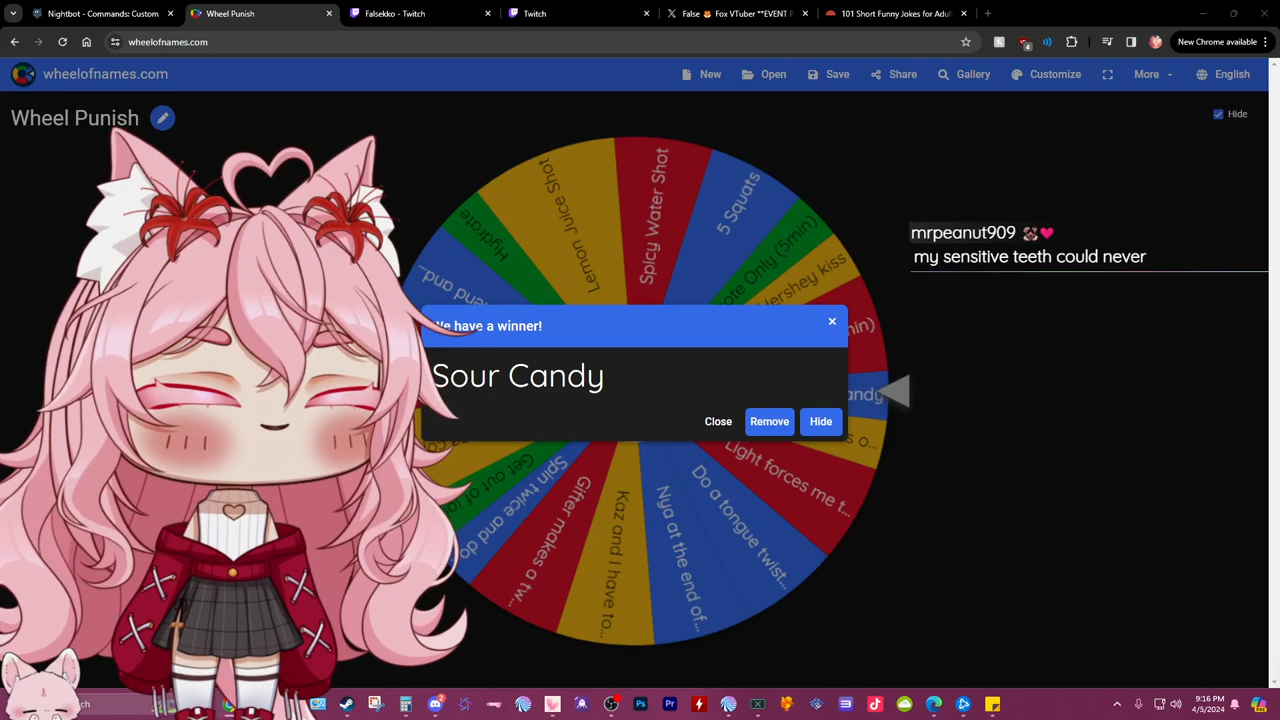 Nightbot - Commands: Custom
Wheel Punish
Falsekko - Twitch
Twitch
False 🦊 Fox VTuber **EVENT
101 Short Funny Jokes for Adul
wheelofnames.com
4
New Chrome available
wheelofnames.com
New
Open
Save
Share
Gallery
Customize
More
English
Wheel Punish
Hide
Hydrate
Lemon Juice Shot
Spicy Water Shot
5 Squats
Hershey kiss
mrpeanut909
my sensitive teeth could never
We have a winner!
Sour Candy
Close
Remove
Hide
Light forces me t...
Do a tongue twist...
Nya at the end of...
Kaz and I have to...
Gifter makes a tw...
Spin twice and do
Get out of
2
9:16 PM
4/5/2024